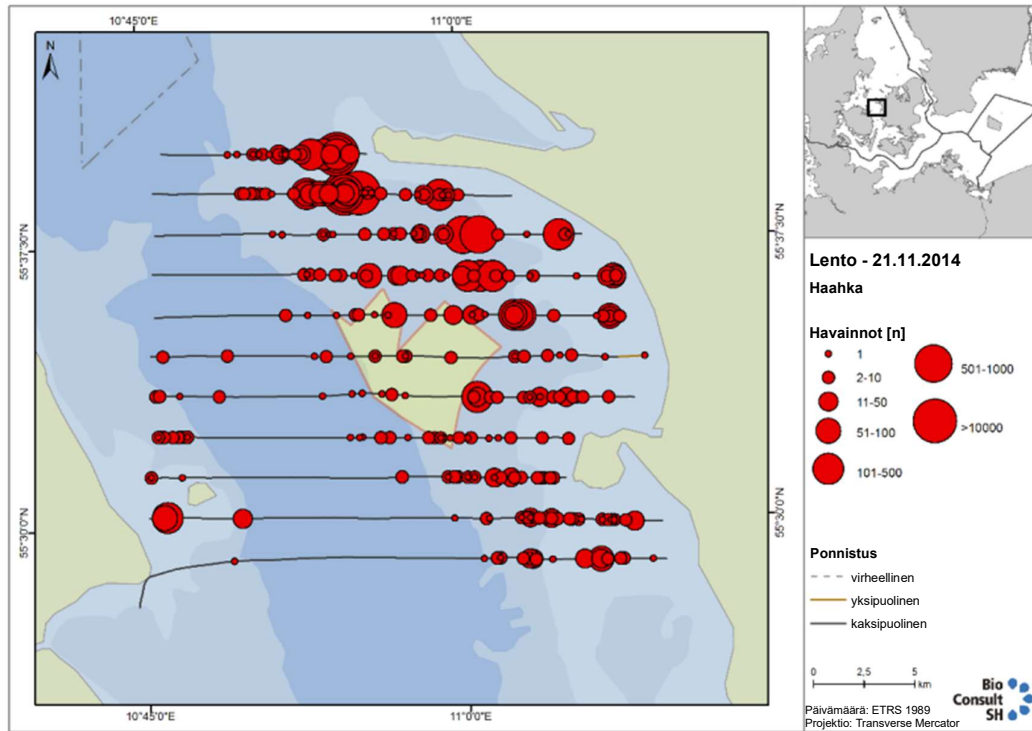 10°45'0"E
11°0'0"E
N
55°37'30"N
55°37'30"N
55°30'0"N
55°30'0"N
10°45'0"E
11°0'0"E
Lento - 21.11.2014
Haahka
Havainnot [n]
1
2-10
11-50
51-100
101-500
501-1000
>10000
Ponnistus
virheellinen
yksipuolinen
kaksipuolinen
0 2,5 5
km
Päivämäärä: ETRS 1989
Projektio: Transverse Mercator
Bio
Consult
SH